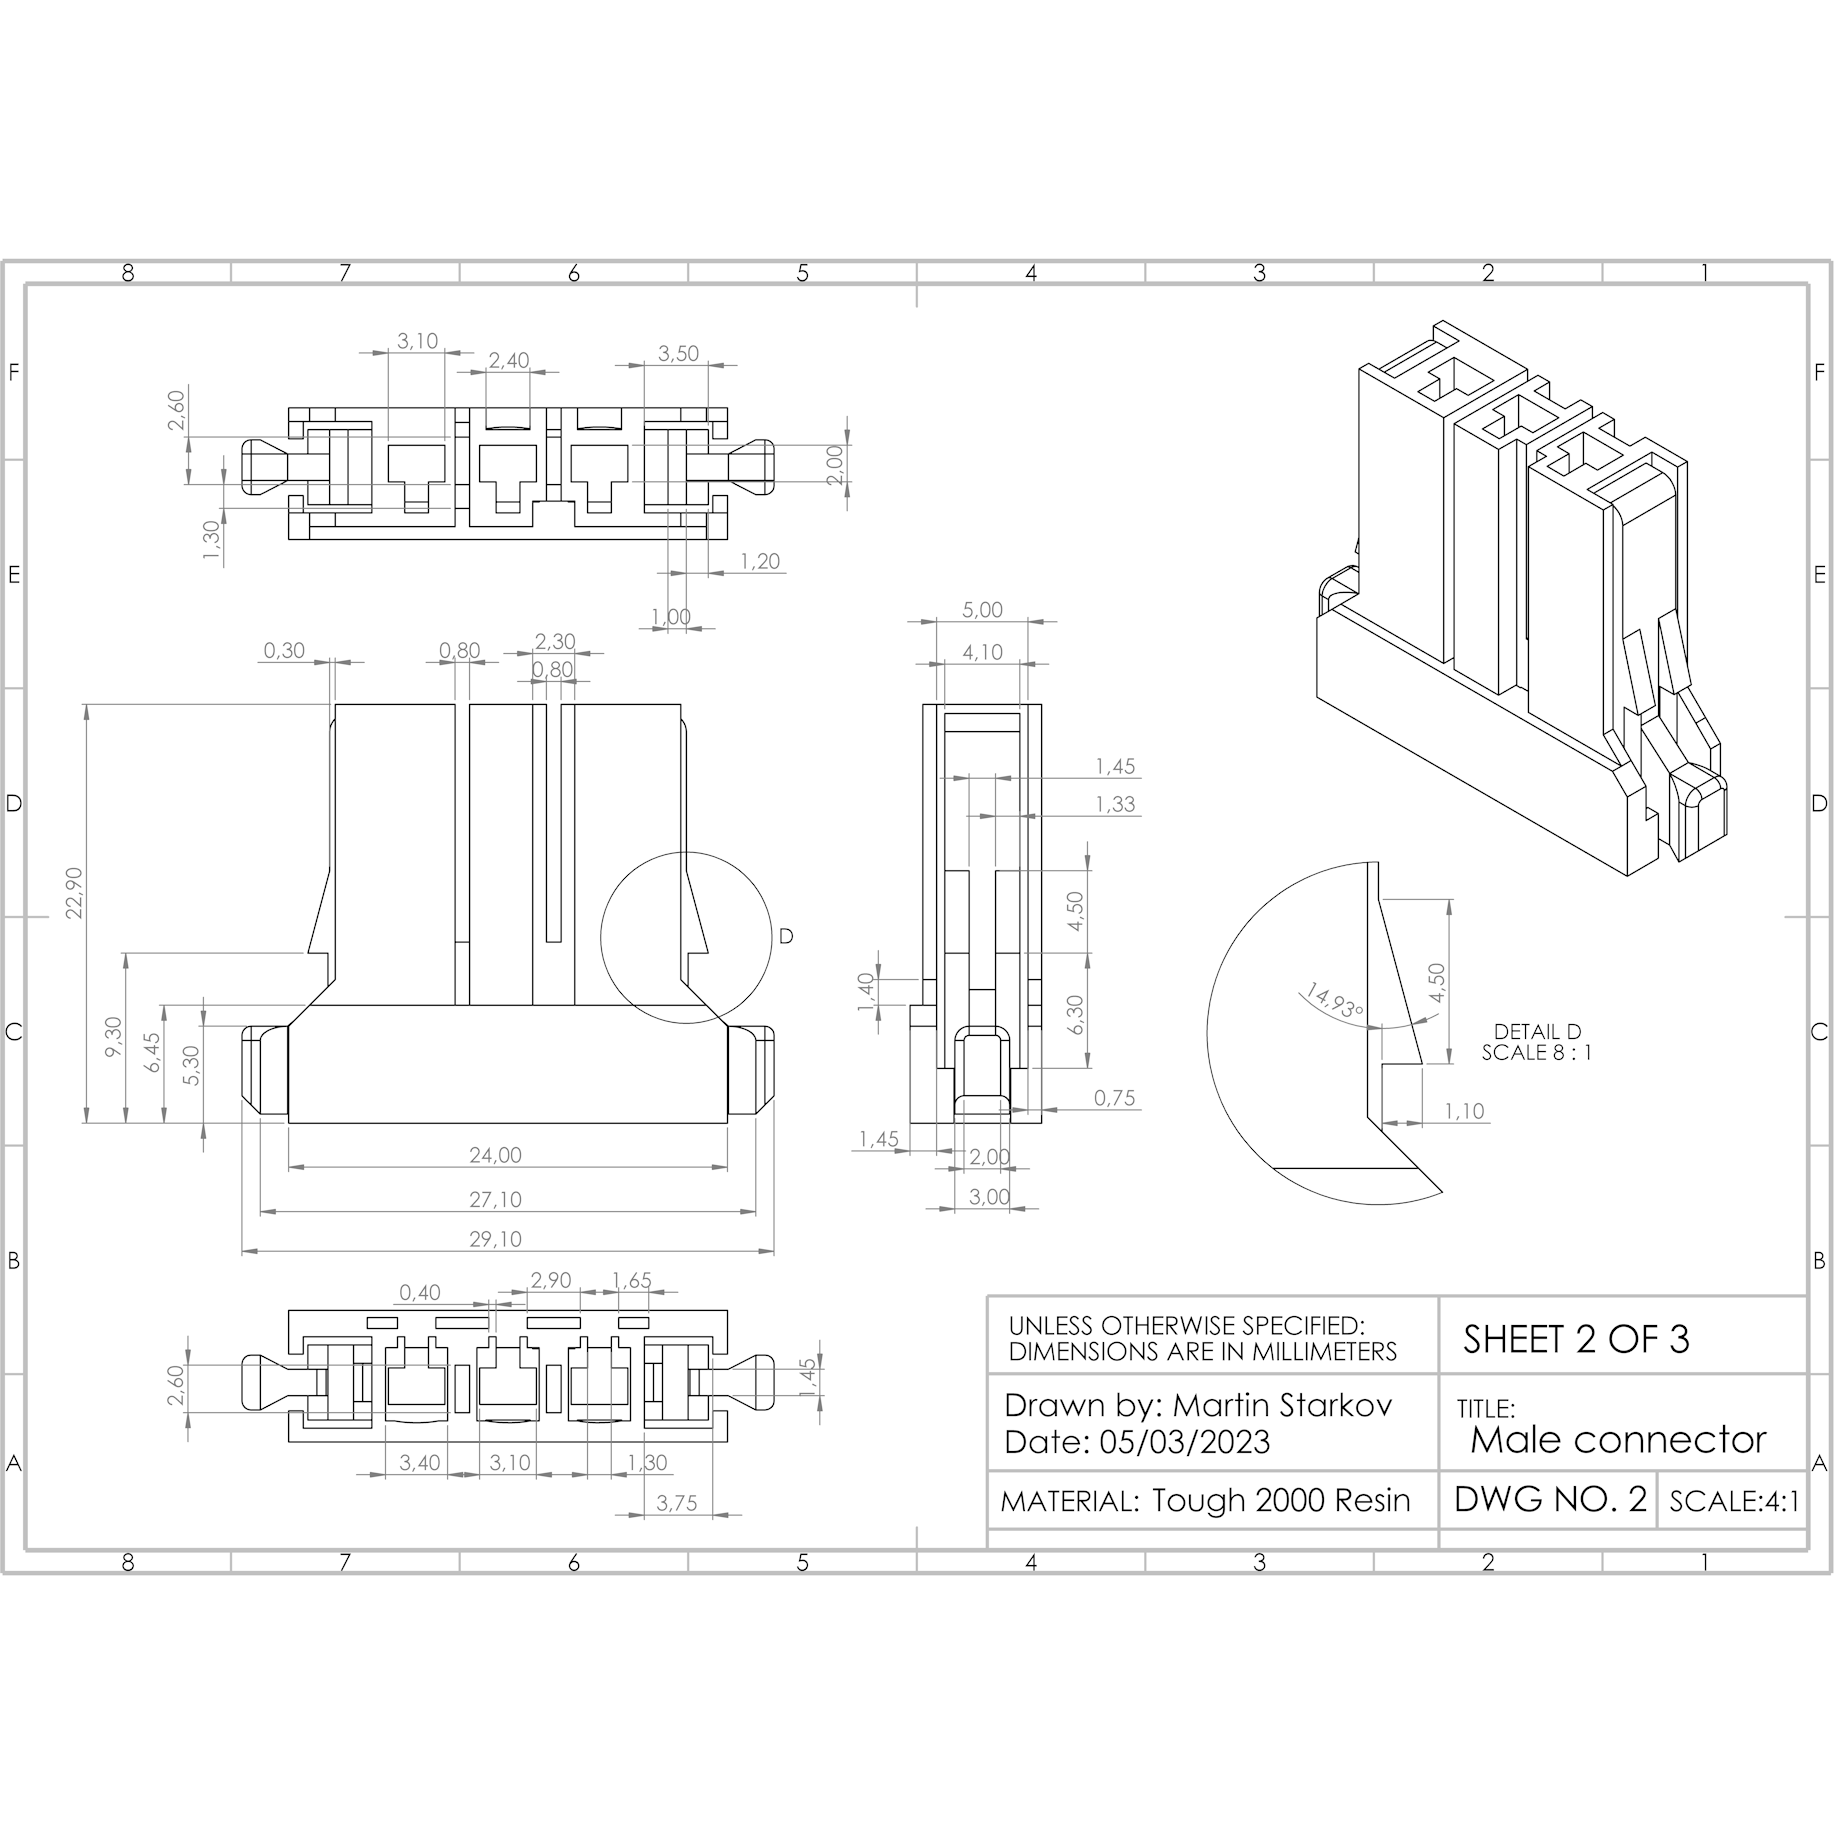 8 7 6 5 4 3 2 1
F F
E E
D D
C C
B B
A A
3,10
2,40
3,50
2,60
2,00
1,30
1,20
1,00
0,30
0,80
2,30
0,80
22,90
9,30
6,45
5,30
D
24,00
27,10
29,10
5,00
4,10
1,45
1,33
4,50
1,40
6,30
0,75
1,45
2,00
3,00
14,93°
4,50
1,10
DETAIL D
SCALE 8 : 1
0,40
2,90
1,65
2,60
1,45
3,40
3,10
1,30
3,75
UNLESS OTHERWISE SPECIFIED:
DIMENSIONS ARE IN MILLIMETERS
SHEET 2 OF 3
Drawn by: Martin Starkov
Date: 05/03/2023
TITLE:
Male connector
MATERIAL: Tough 2000 Resin
DWG NO. 2
SCALE:4:1
8 7 6 5 4 3 2 1